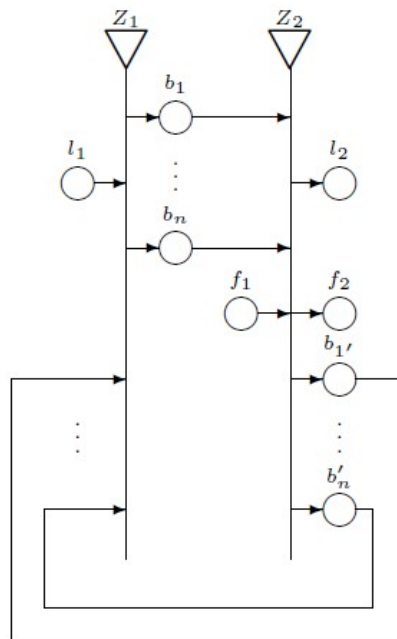 Z₁ Z₂
b₁
l₁ ⋮ l₂
bₙ
f₁ f₂
b₁′
⋮ ⋮
b′ₙ